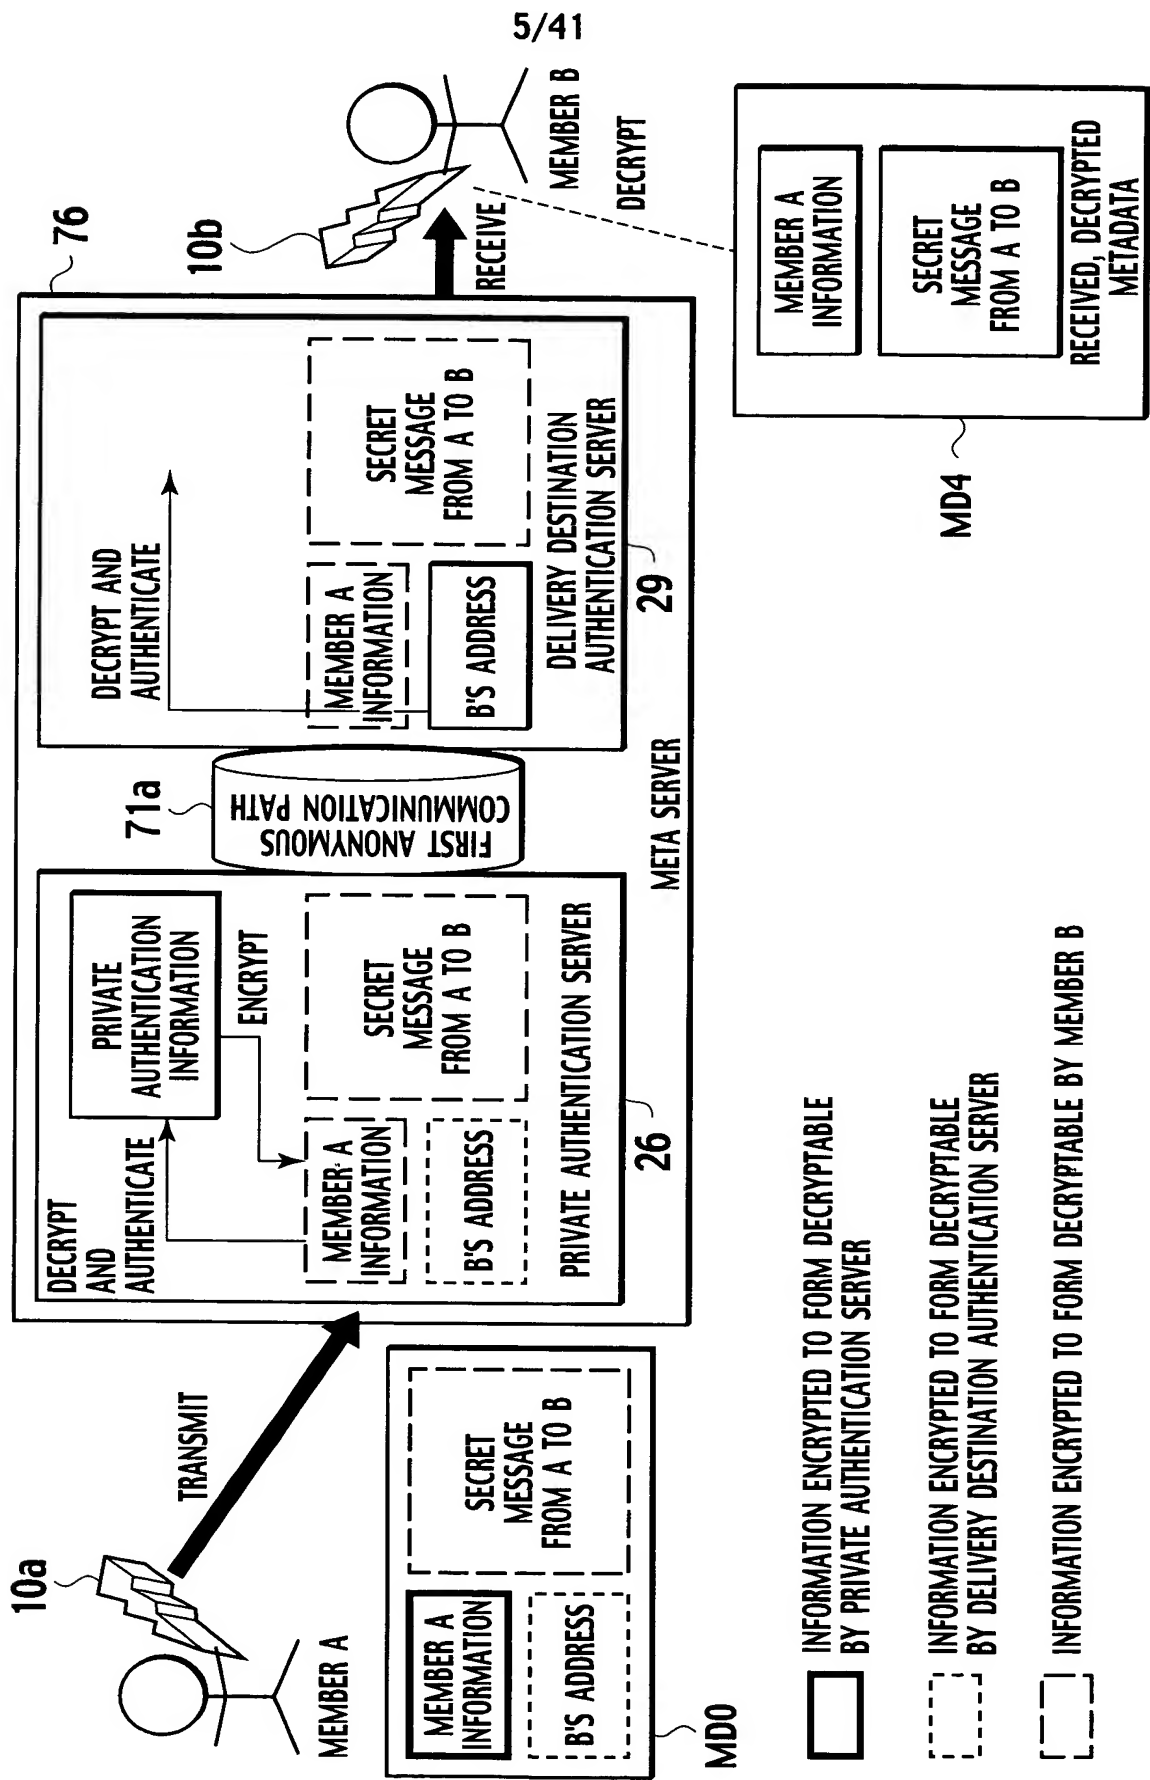 5/41
76
10b
MEMBER B
DECRYPT
RECEIVE
DECRYPT AND
AUTHENTICATE
MEMBER A
INFORMATION
SECRET
MESSAGE
FROM A TO B
B'S ADDRESS
DELIVERY DESTINATION
AUTHENTICATION SERVER
29
MEMBER A
INFORMATION
SECRET
MESSAGE
FROM A TO B
RECEIVED, DECRYPTED
METADATA
MD4
71a
FIRST ANONYMOUS
COMMUNICATION PATH
META SERVER
DECRYPT
AND
AUTHENTICATE
PRIVATE
AUTHENTICATION
INFORMATION
ENCRYPT
MEMBER A
INFORMATION
SECRET
MESSAGE
FROM A TO B
B'S ADDRESS
PRIVATE AUTHENTICATION SERVER
26
10a
TRANSMIT
MEMBER A
MEMBER A
INFORMATION
SECRET
MESSAGE
FROM A TO B
B'S ADDRESS
MD0
INFORMATION ENCRYPTED TO FORM DECRYPTABLE
BY PRIVATE AUTHENTICATION SERVER
INFORMATION ENCRYPTED TO FORM DECRYPTABLE
BY DELIVERY DESTINATION AUTHENTICATION SERVER
INFORMATION ENCRYPTED TO FORM DECRYPTABLE BY MEMBER B